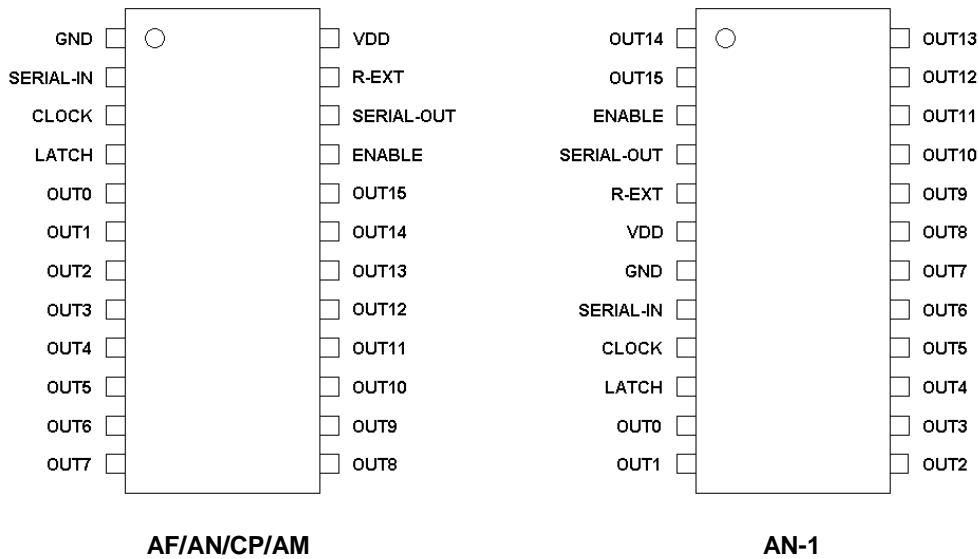 GND VDD OUT14 OUT13
SERIAL-IN R-EXT OUT15 OUT12
CLOCK SERIAL-OUT ENABLE OUT11
LATCH ENABLE SERIAL-OUT OUT10
OUT0 OUT15 R-EXT OUT9
OUT1 OUT14 VDD OUT8
OUT2 OUT13 GND OUT7
OUT3 OUT12 SERIAL-IN OUT6
OUT4 OUT11 CLOCK OUT5
OUT5 OUT10 LATCH OUT4
OUT6 OUT9 OUT0 OUT3
OUT7 OUT8 OUT1 OUT2
AF/AN/CP/AM AN-1